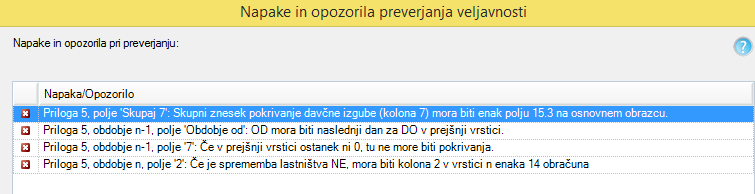 Napake in opozorila preverjanja veljavnosti
Napake in opozorila pri preverjanju:
?
Napaka/Opozorilo
Priloga 5, polje 'Skupaj 7': Skupni znesek pokrivanje davčne izgube (kolona 7) mora biti enak polju 15.3 na osnovnem obrazcu.
Priloga 5, obdobje n-1, polje 'Obdobje od': OD mora biti naslednji dan za DO v prejšnji vrstici.
Priloga 5, obdobje n-1, polje '7': Če v prejšnji vrstici ostanek ni 0, tu ne more biti pokrivanja.
Priloga 5, obdobje n, polje '2': Če je sprememba lastništva NE, mora biti kolona 2 v vrstici n enaka 14 obračuna